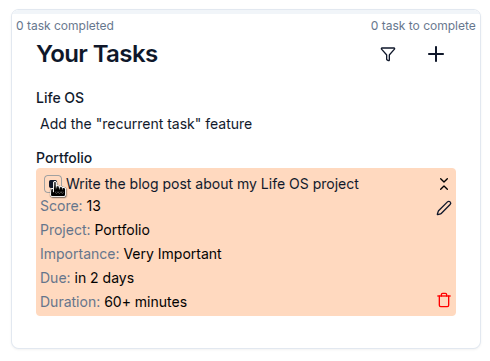 0 task completed
0 task to complete
Your Tasks
Life OS
Add the "recurrent task" feature
Portfolio
Write the blog post about my Life OS project
Score: 13
Project: Portfolio
Importance: Very Important
Due: in 2 days
Duration: 60+ minutes